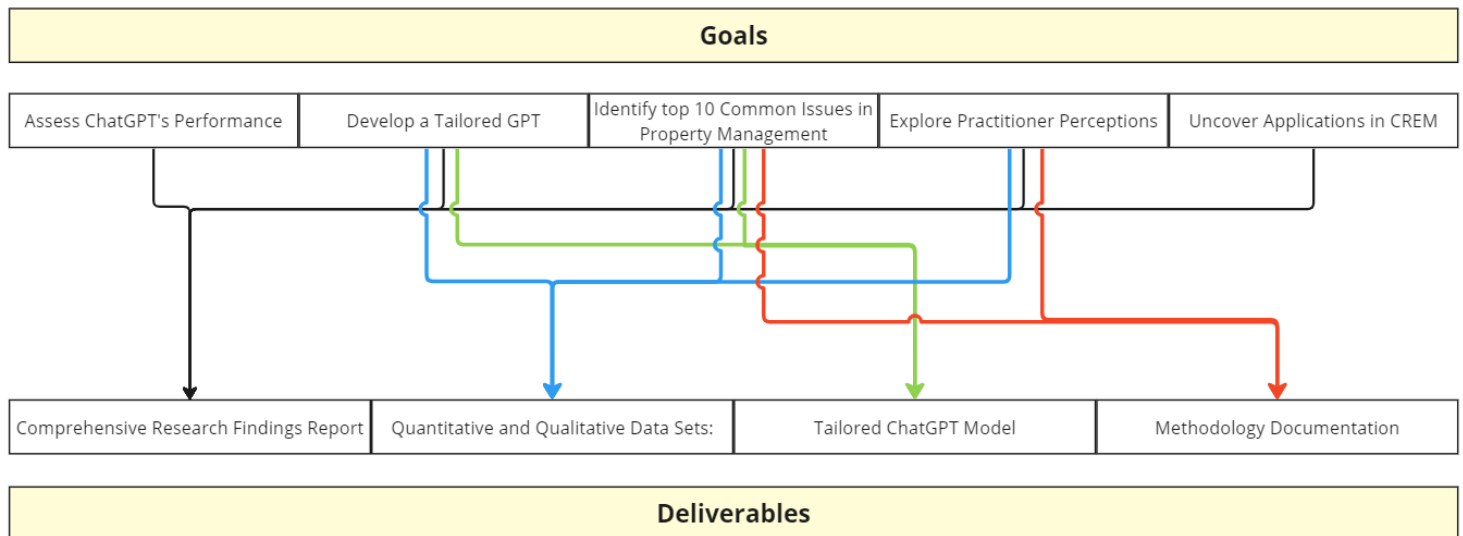 Goals
Assess ChatGPT's Performance
Develop a Tailored GPT
Identify top 10 Common Issues in
Property Management
Explore Practitioner Perceptions
Uncover Applications in CREM
Comprehensive Research Findings Report
Quantitative and Qualitative Data Sets:
Tailored ChatGPT Model
Methodology Documentation
Deliverables